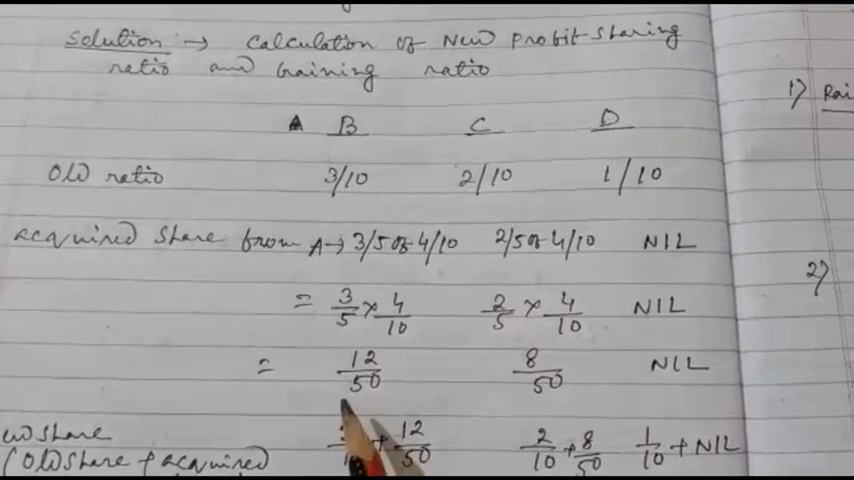 Solution → Calculation of New Profit sharing
ratio and Gaining ratio
A B C D
Old ratio 3/10 2/10 1/10
acquired share from A→ 3/5 of 4/10 2/5 of 4/10 NIL
= 3/5 × 4/10 2/5 × 4/10 NIL
= 12/50 8/50 NIL
share + 12/50 2/10 + 8/50 1/10 + NIL
(Old share + acquired
1)
2)